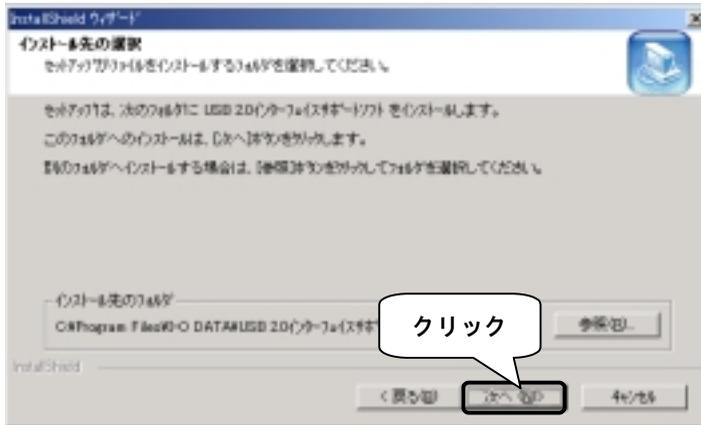 InstallShield ウィザード
インストール先の選択
セットアップがファイルをインストールするフォルダを選択してください。
セットアップは、次のフォルダに USB 2.0インターフェイスサポートソフト をインストールします。
このフォルダへのインストールは、[次へ]ボタンをクリックします。
別のフォルダへインストールする場合は、[参照]ボタンをクリックしてフォルダを選択してください。
インストール先のフォルダ
C:¥Program Files¥I-O DATA¥USB 2.0インターフェイスサポ
参照(R)...
クリック
InstallShield
< 戻る(B)
次へ(N) >
キャンセル